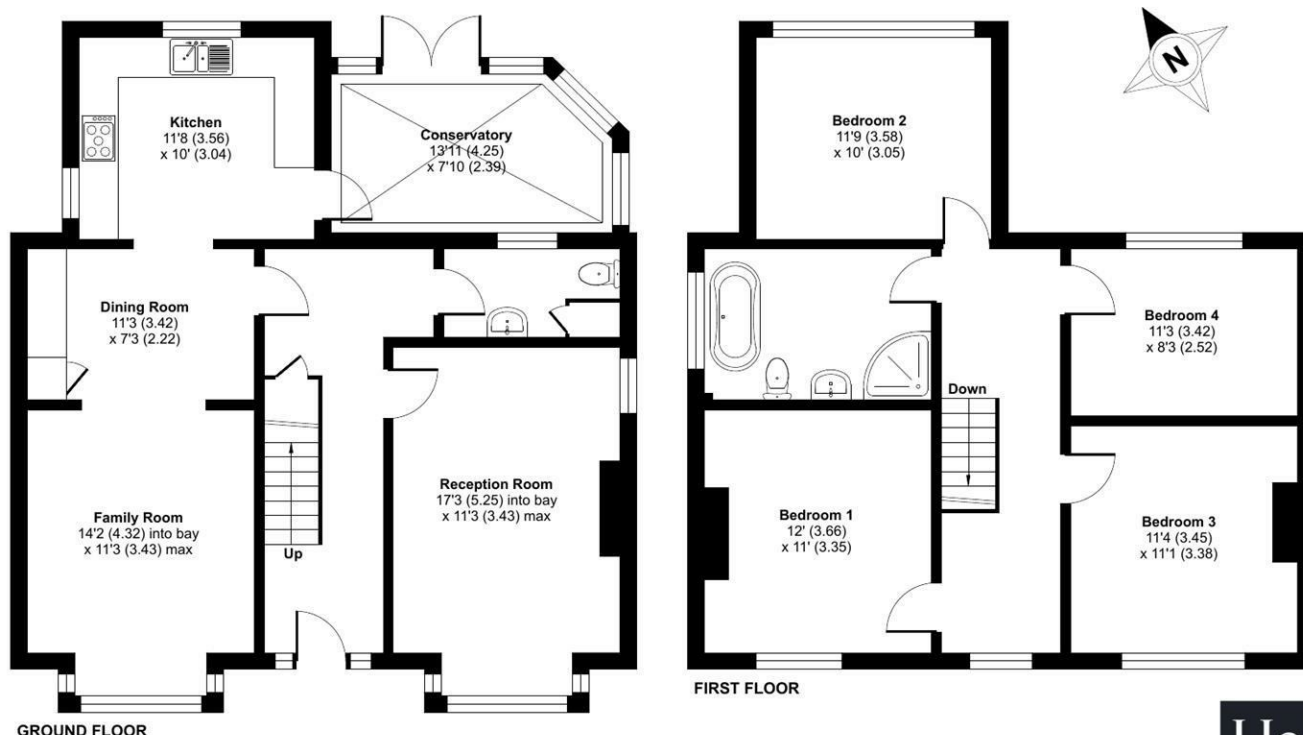 Kitchen
11'8 (3.56)
x 10' (3.04)
Conservatory
13'11 (4.25)
x 7'10 (2.39)
Dining Room
11'3 (3.42)
x 7'3 (2.22)
Family Room
14'2 (4.32) into bay
x 11'3 (3.43) max
Up
Reception Room
17'3 (5.25) into bay
x 11'3 (3.43) max
GROUND FLOOR
N
Bedroom 2
11'9 (3.58)
x 10' (3.05)
Bedroom 4
11'3 (3.42)
x 8'3 (2.52)
Down
Bedroom 1
12' (3.66)
x 11' (3.35)
Bedroom 3
11'4 (3.45)
x 11'1 (3.38)
FIRST FLOOR